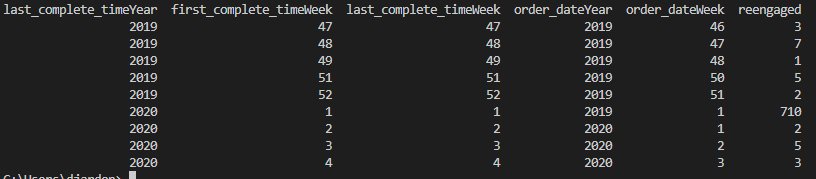 last_complete_timeYear first_complete_timeWeek last_complete_timeWeek order_dateYear order_dateWeek reengaged
2019 47 47 2019 46 3
2019 48 48 2019 47 7
2019 49 49 2019 48 1
2019 51 51 2019 50 5
2019 52 52 2019 51 2
2020 1 1 2019 1 710
2020 2 2 2020 1 2
2020 3 3 2020 2 5
2020 4 4 2020 3 3